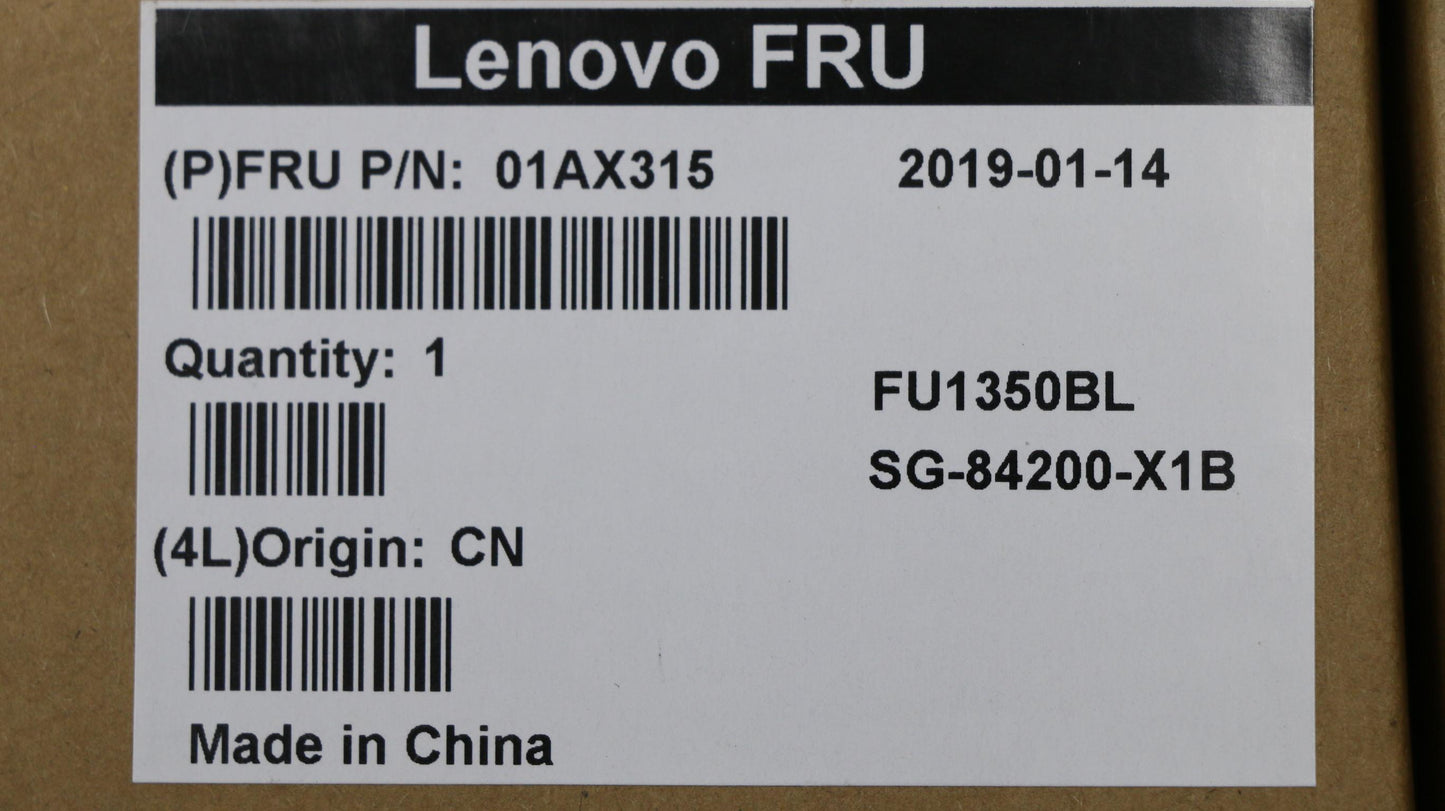 Lenovo FRU
(P)FRU P/N: 01AX315 2019-01-14
Quantity: 1
FU1350BL
SG-84200-X1B
(4L)Origin: CN
Made in China